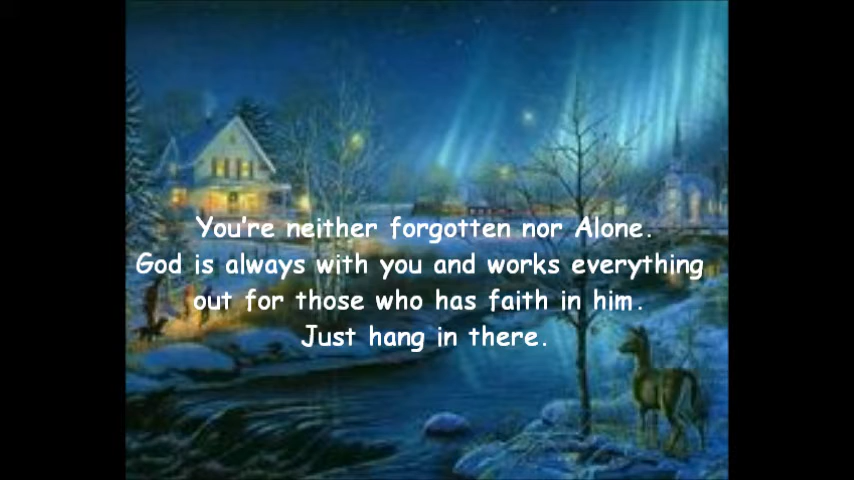 You're neither forgotten nor Alone.
God is always with you and works everything
out for those who has faith in him.
Just hang in there.